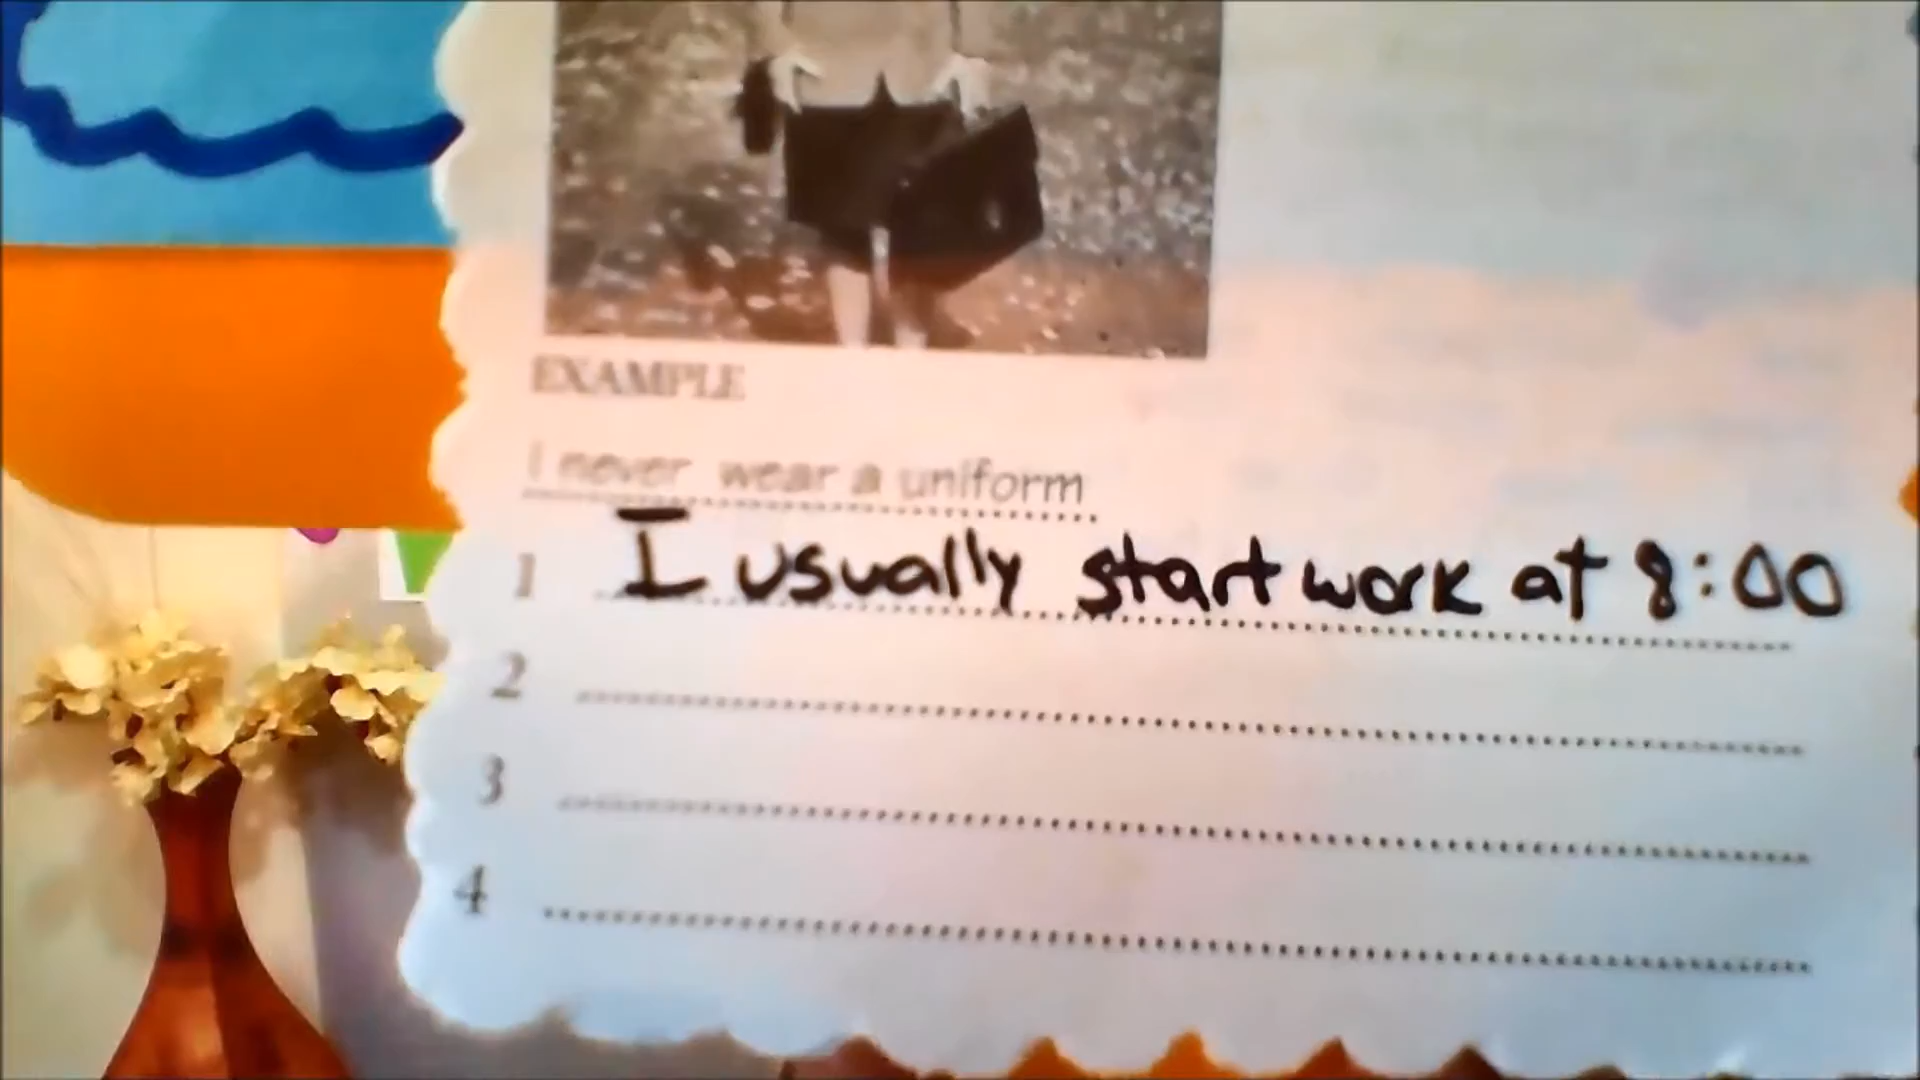 EXAMPLE
I never wear a uniform
1 I usually start work at 8:00
2
3
4